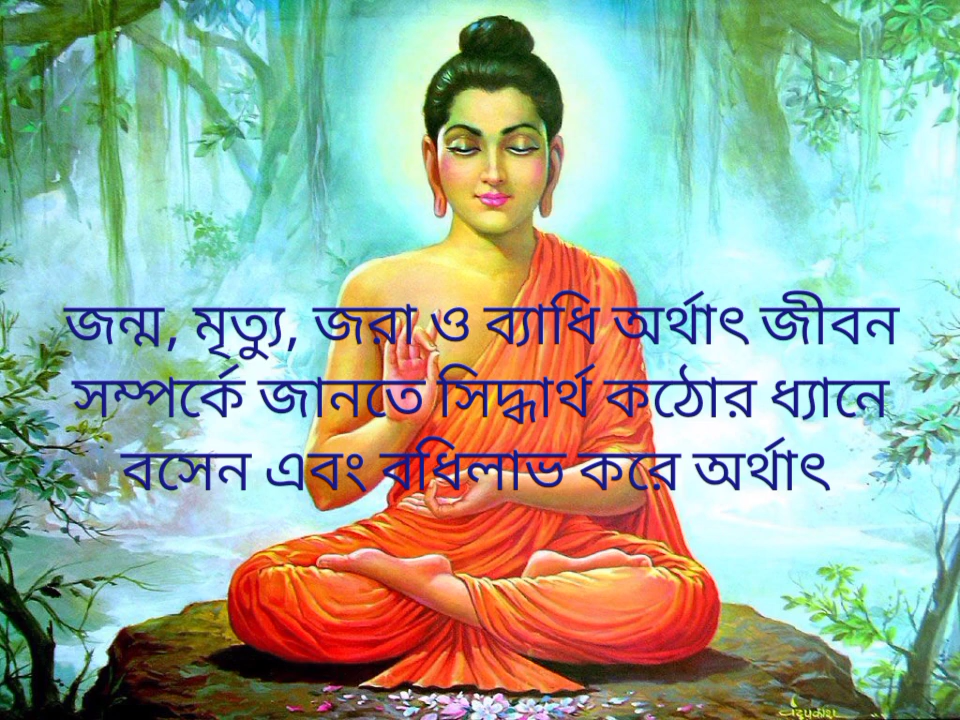 জন্ম, মৃত্যু, জরা ও ব্যাধি অর্থাৎ জীবন
সম্পর্কে জানতে সিদ্ধার্থ কঠোর ধ্যানে
বসেন এবং বধিলাভ করে অর্থাৎ